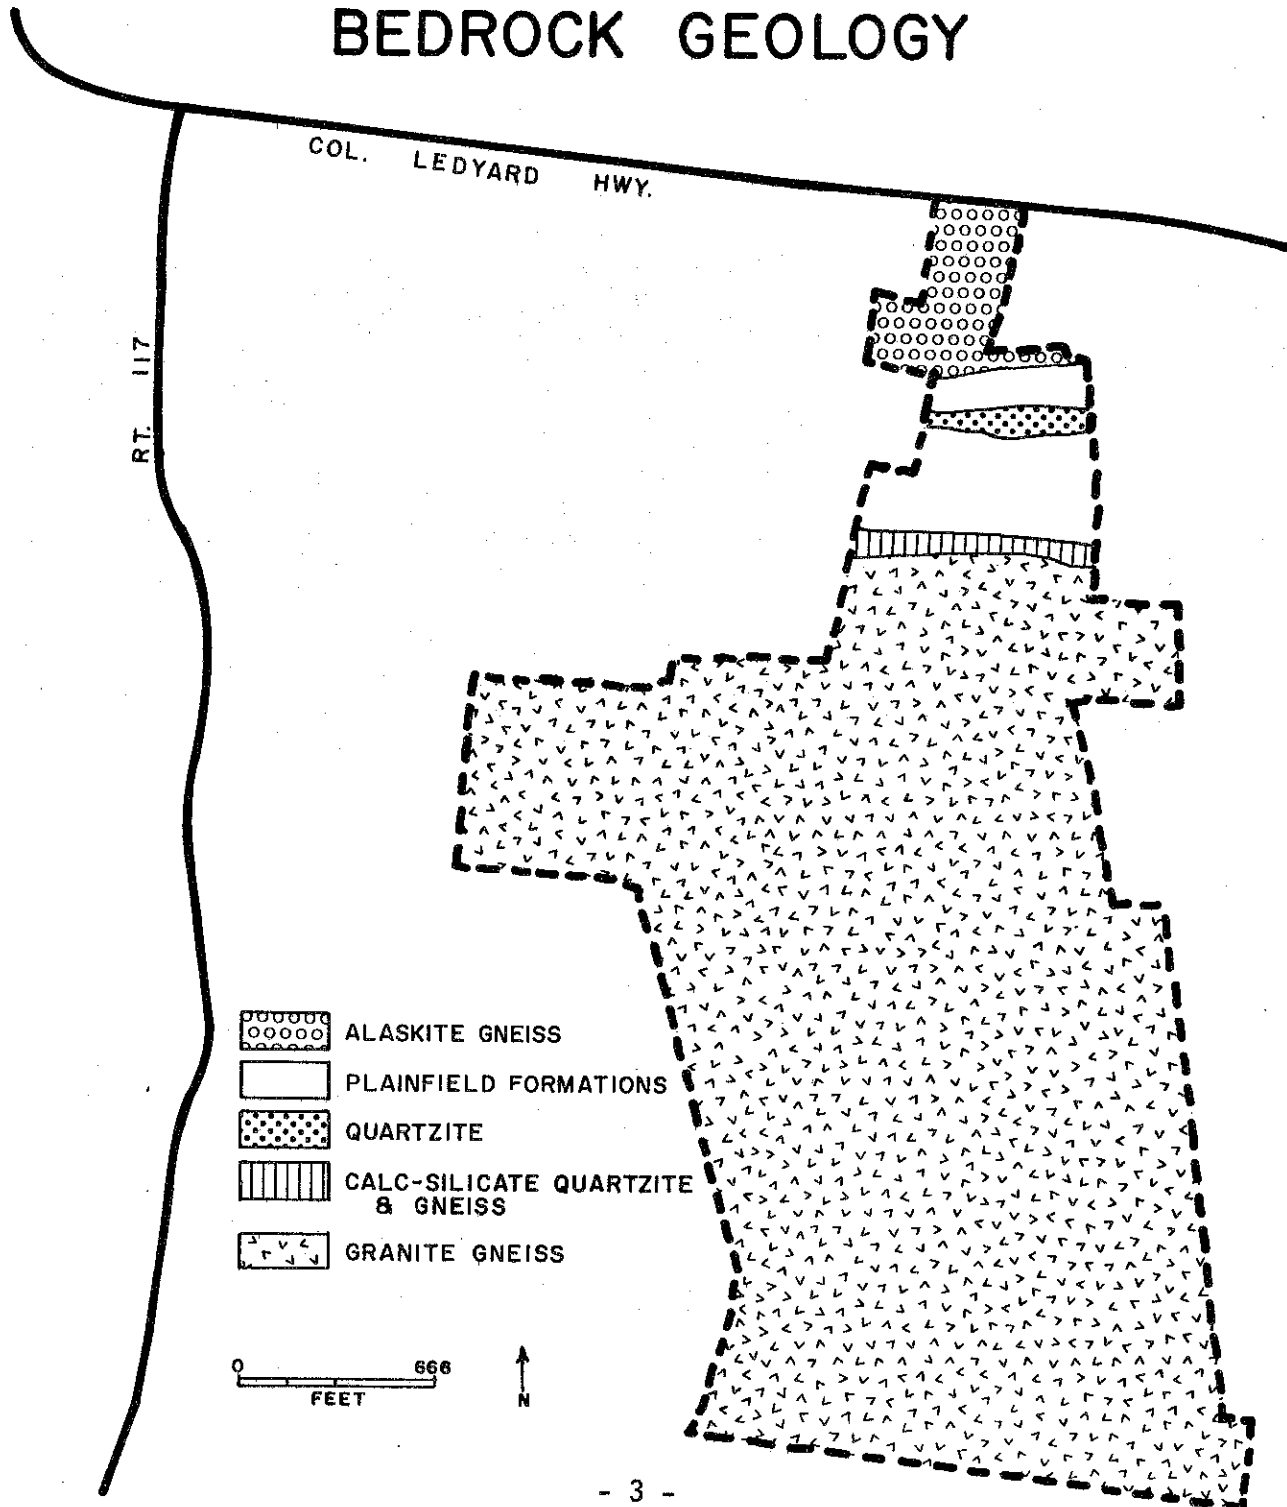 BEDROCK GEOLOGY
COL. LEDYARD HWY.
RT. 117
ALASKITE GNEISS
PLAINFIELD FORMATIONS
QUARTZITE
CALC-SILICATE QUARTZITE
& GNEISS
GRANITE GNEISS
0 666
FEET
N
- 3 -